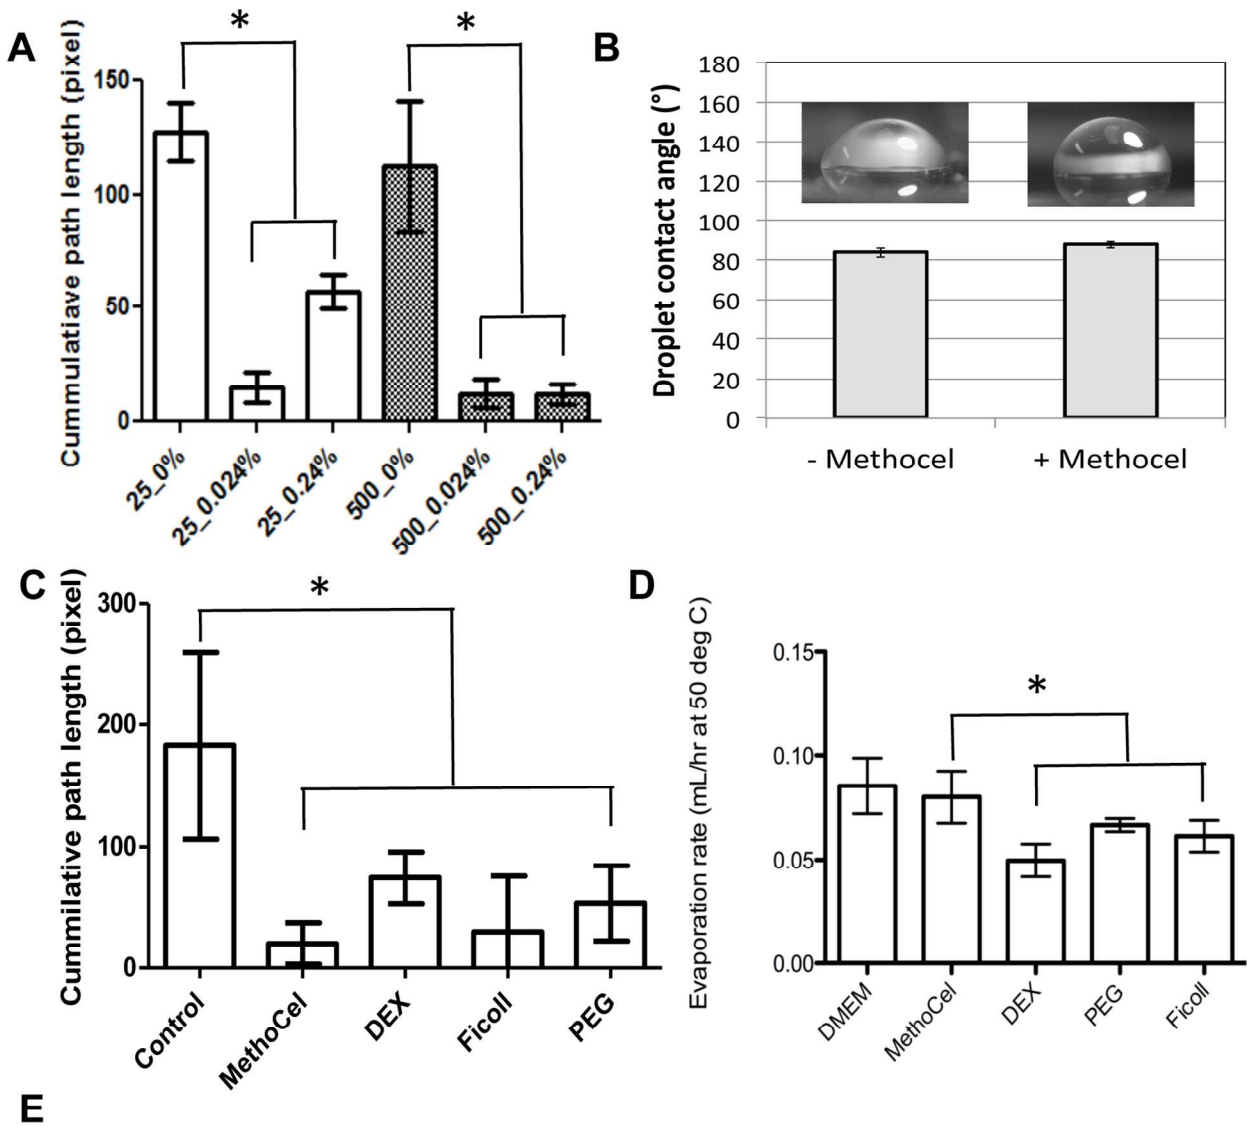 A
Cummulatiave path length (pixel)
*
*
150
100
50
0
25_0%
25_0.024%
25_0.24%
500_0%
500_0.024%
500_0.24%
B
Droplet contact angle (°)
180
160
140
120
100
80
60
40
20
0
- Methocel
+ Methocel
C
Cummilative path length (pixel)
*
300
200
100
0
Control
MethoCel
DEX
Ficoll
PEG
D
Evaporation rate (mL/hr at 50 deg C)
*
0.15
0.10
0.05
0.00
DMEM
MethoCel
DEX
PEG
Ficoll
E